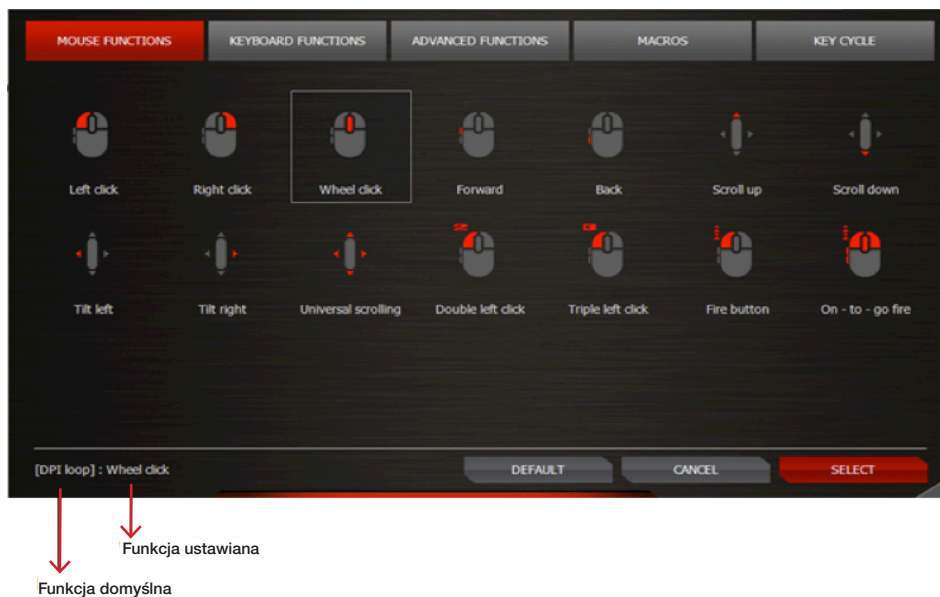 MOUSE FUNCTIONS KEYBOARD FUNCTIONS ADVANCED FUNCTIONS MACROS KEY CYCLE
Left click Right click Wheel click Forward Back Scroll up Scroll down
Tilt left Tilt right Universal scrolling Double left click Triple left click Fire button On - to - go fire
[DPI loop] : Wheel click DEFAULT CANCEL SELECT
Funkcja ustawiana
Funkcja domyślna